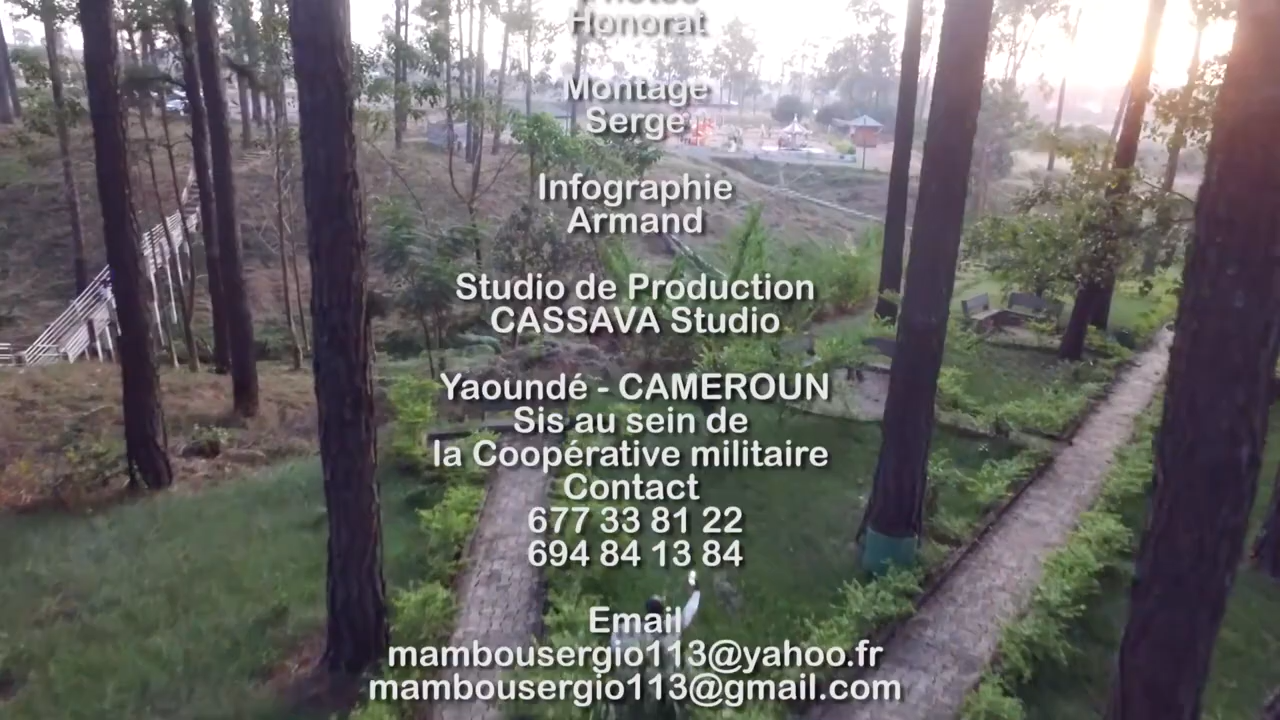 Photos
Honorat
Montage
Serge
Infographie
Armand
Studio de Production
CASSAVA Studio
Yaoundé - CAMEROUN
Sis au sein de
la Coopérative militaire
Contact
677 33 81 22
694 84 13 84
Email
mambousergio113@yahoo.fr
mambousergio113@gmail.com